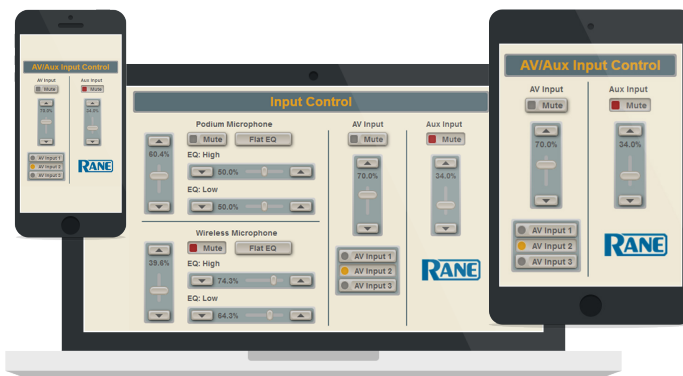 AV/Aux Input Control
AV Input
Aux Input
Mute
Mute
70.0%
34.0%
AV Input 1
AV Input 2
AV Input 3
RANE
Input Control
Podium Microphone
60.4%
Mute
Flat EQ
EQ: High
50.0%
EQ: Low
50.0%
Wireless Microphone
39.6%
Mute
Flat EQ
EQ: High
74.3%
EQ: Low
64.3%
AV Input
Mute
70.0%
AV Input 1
AV Input 2
AV Input 3
Aux Input
Mute
34.0%
RANE
AV/Aux Input Control
AV Input
Aux Input
Mute
Mute
70.0%
34.0%
AV Input 1
AV Input 2
AV Input 3
RANE